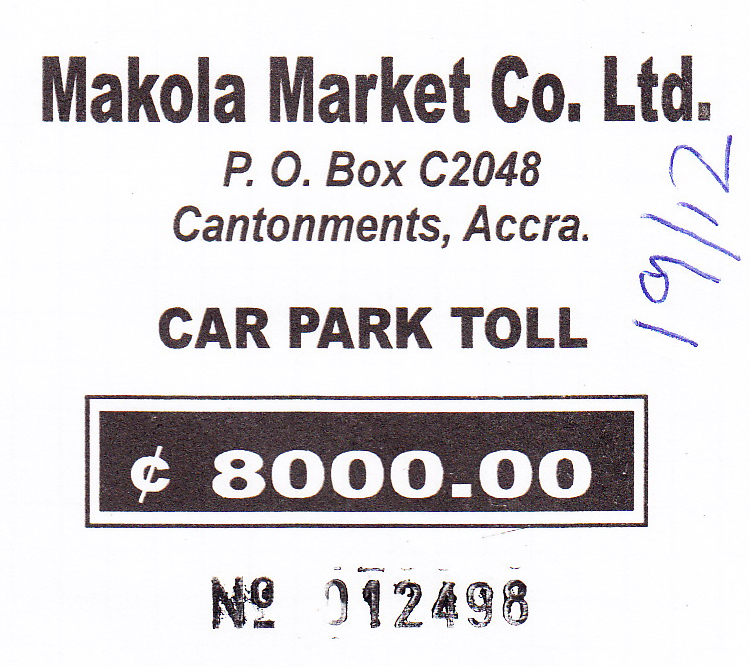 Makola Market Co. Ltd.
P. O. Box C2048
Cantonments, Accra.
19/12
CAR PARK TOLL
₵ 8000.00
Nº 012498